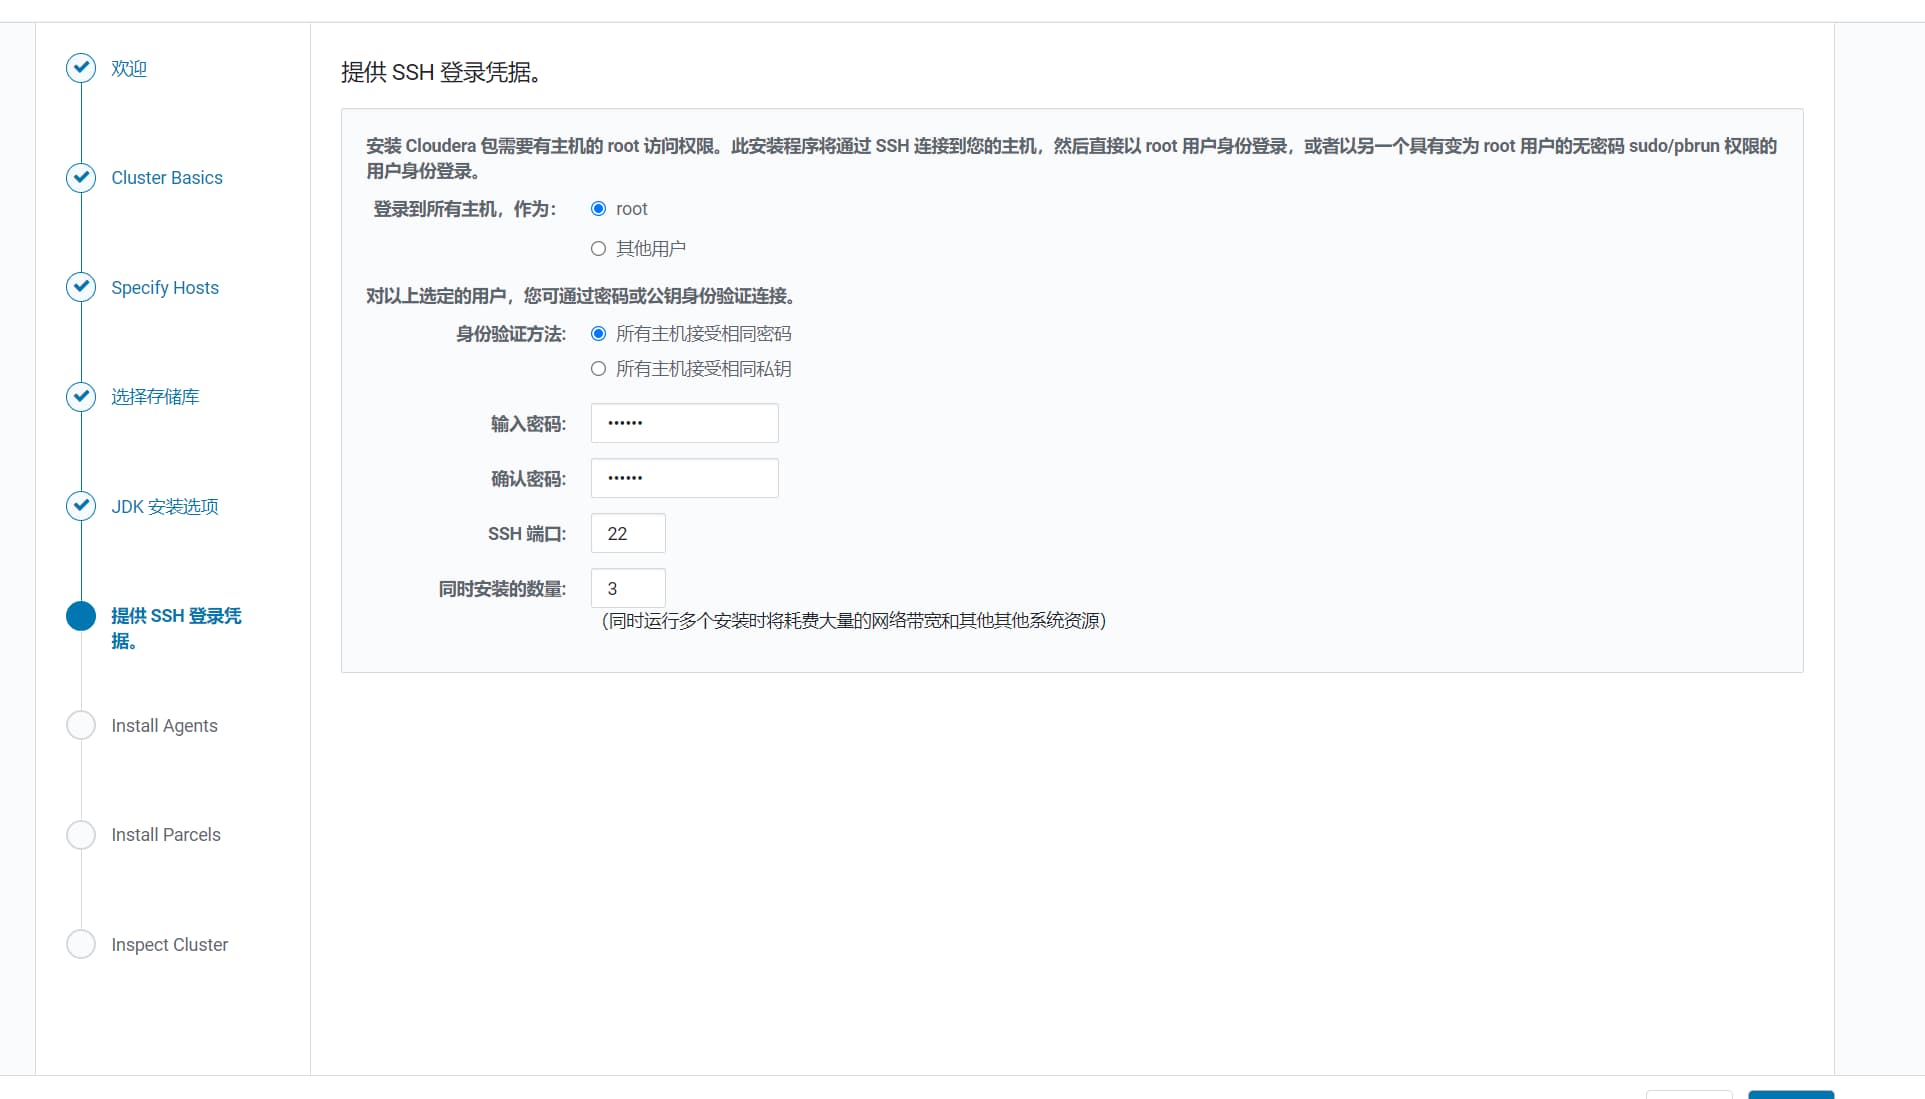 欢迎
Cluster Basics
Specify Hosts
选择存储库
JDK 安装选项
提供 SSH 登录凭
据。
Install Agents
Install Parcels
Inspect Cluster
提供 SSH 登录凭据。
安装 Cloudera 包需要有主机的 root 访问权限。此安装程序将通过 SSH 连接到您的主机，然后直接以 root 用户身份登录，或者以另一个具有变为 root 用户的无密码 sudo/pbrun 权限的
用户身份登录。
登录到所有主机，作为： root
其他用户
对以上选定的用户，您可通过密码或公钥身份验证连接。
身份验证方法: 所有主机接受相同密码
所有主机接受相同私钥
输入密码: ••••••
确认密码: ••••••
SSH 端口: 22
同时安装的数量: 3
（同时运行多个安装时将耗费大量的网络带宽和其他其他系统资源）